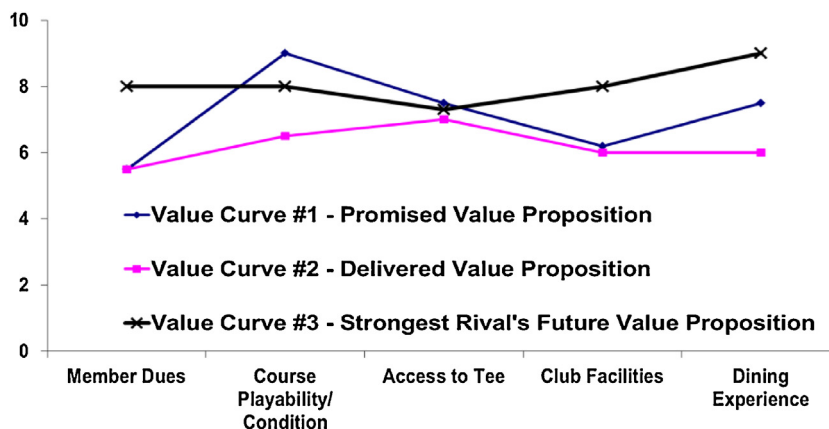 10
8
6
4
2
0
Value Curve #1 - Promised Value Proposition
Value Curve #2 - Delivered Value Proposition
Value Curve #3 - Strongest Rival's Future Value Proposition
Member Dues
Course
Playability/
Condition
Access to Tee
Club Facilities
Dining
Experience